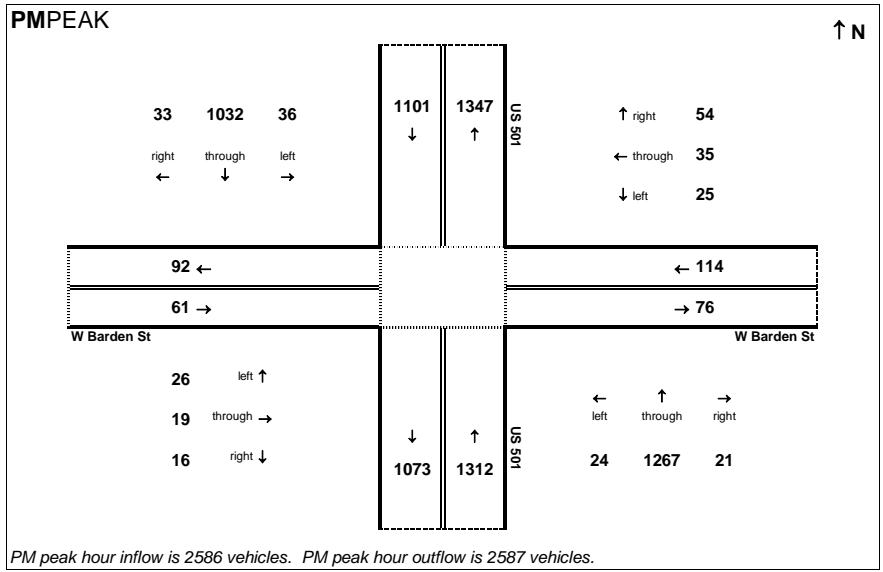 PMPEAK
↑ N
33 1032 36
right through left
← ↓ →
1101 1347
↓ ↑
US 501
↑ right 54
← through 35
↓ left 25
92 ←
← 114
61 →
→ 76
W Barden St
W Barden St
26 left ↑
19 through →
16 right ↓
↓ ↑
1073 1312
US 501
← ↑ →
left through right
24 1267 21
PM peak hour inflow is 2586 vehicles. PM peak hour outflow is 2587 vehicles.